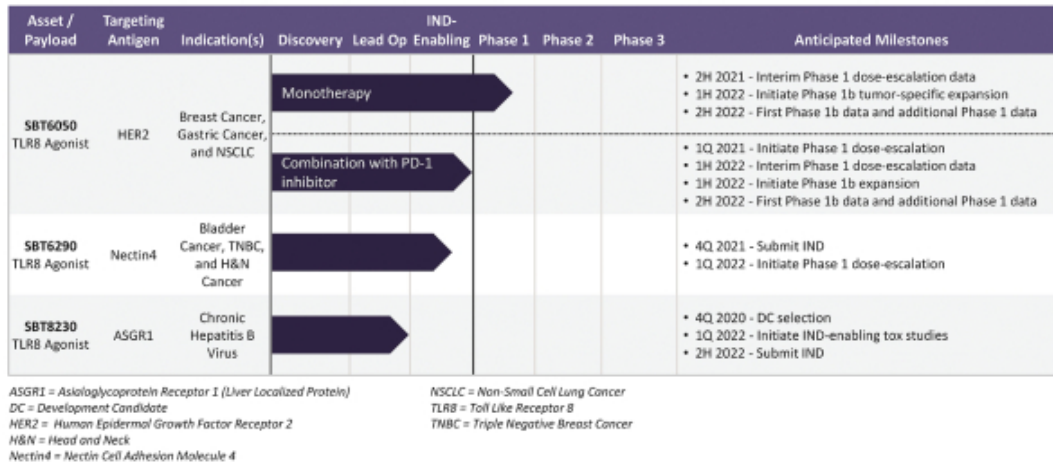 Asset / Payload
Targeting Antigen
Indication(s)
Discovery
Lead Op
IND-Enabling
Phase 1
Phase 2
Phase 3
Anticipated Milestones
SBT6050
TLR8 Agonist
HER2
Breast Cancer,
Gastric Cancer,
and NSCLC
Monotherapy
• 2H 2021 - Interim Phase 1 dose-escalation data
• 1H 2022 - Initiate Phase 1b tumor-specific expansion
• 2H 2022 - First Phase 1b data and additional Phase 1 data
Combination with PD-1
inhibitor
• 1Q 2021 - Initiate Phase 1 dose-escalation
• 1H 2022 - Interim Phase 1 dose-escalation data
• 1H 2022 - Initiate Phase 1b expansion
• 2H 2022 - First Phase 1b data and additional Phase 1 data
SBT6290
TLR8 Agonist
Nectin4
Bladder
Cancer, TNBC,
and H&N
Cancer
• 4Q 2021 - Submit IND
• 1Q 2022 - Initiate Phase 1 dose-escalation
SBT8230
TLR8 Agonist
ASGR1
Chronic
Hepatitis B
Virus
• 4Q 2020 - DC selection
• 1Q 2022 - Initiate IND-enabling tox studies
• 2H 2022 - Submit IND
ASGR1 = Asialoglycoprotein Receptor 1 (Liver Localized Protein)
DC = Development Candidate
HER2 = Human Epidermal Growth Factor Receptor 2
H&N = Head and Neck
Nectin4 = Nectin Cell Adhesion Molecule 4
NSCLC = Non-Small Cell Lung Cancer
TLR8 = Toll Like Receptor 8
TNBC = Triple Negative Breast Cancer